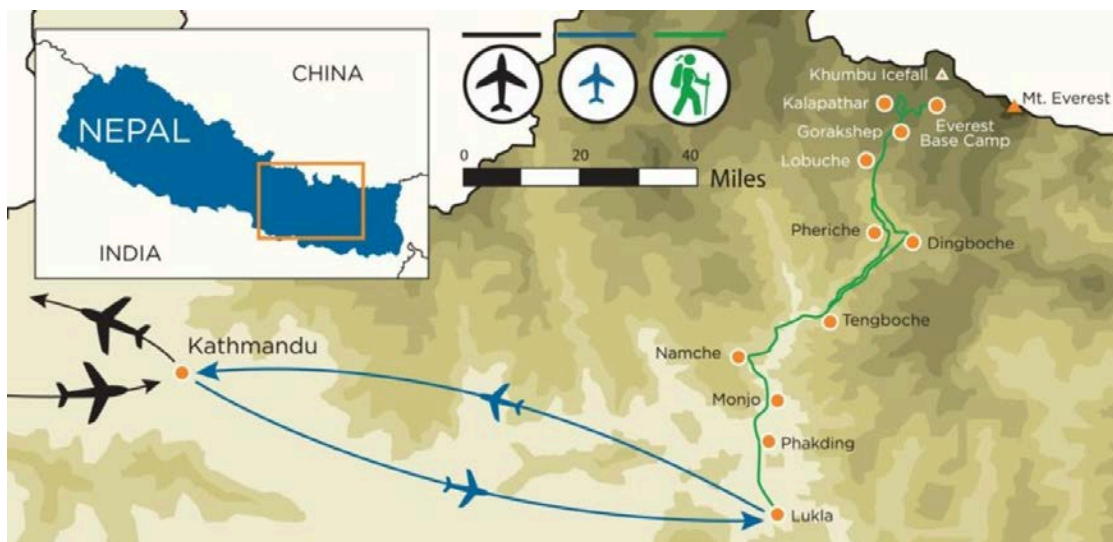 CHINA
NEPAL
INDIA
0 20 40
Miles
Khumbu Icefall
Kalapathar
Mt. Everest
Everest
Base Camp
Gorakshep
Lobuche
Pheriche
Dingboche
Tengboche
Kathmandu
Namche
Monjo
Phakding
Lukla